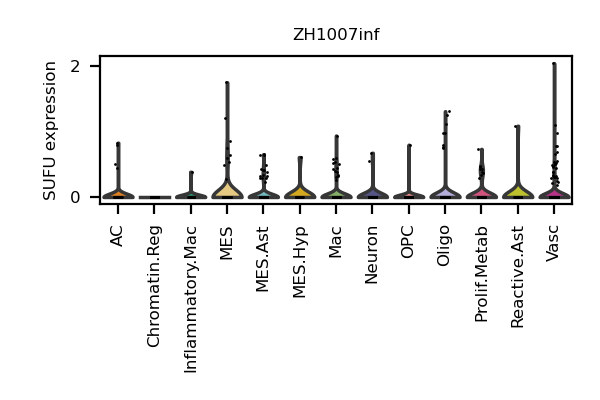 ZH1007inf
SUFU expression
2
0
AC
Chromatin.Reg
Inflammatory.Mac
MES
MES.Ast
MES.Hyp
Mac
Neuron
OPC
Oligo
Prolif.Metab
Reactive.Ast
Vasc